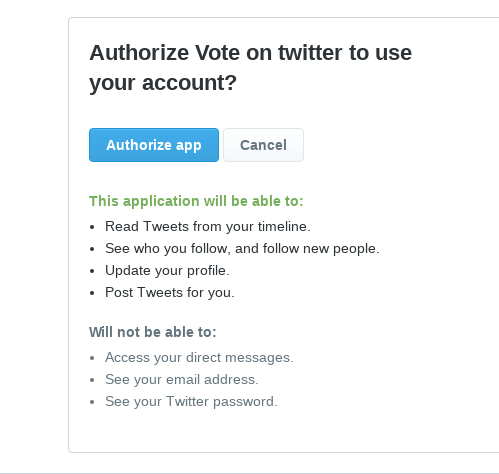 Authorize Vote on twitter to use
your account?
Authorize app Cancel
This application will be able to:
• Read Tweets from your timeline.
• See who you follow, and follow new people.
• Update your profile.
• Post Tweets for you.
Will not be able to:
• Access your direct messages.
• See your email address.
• See your Twitter password.